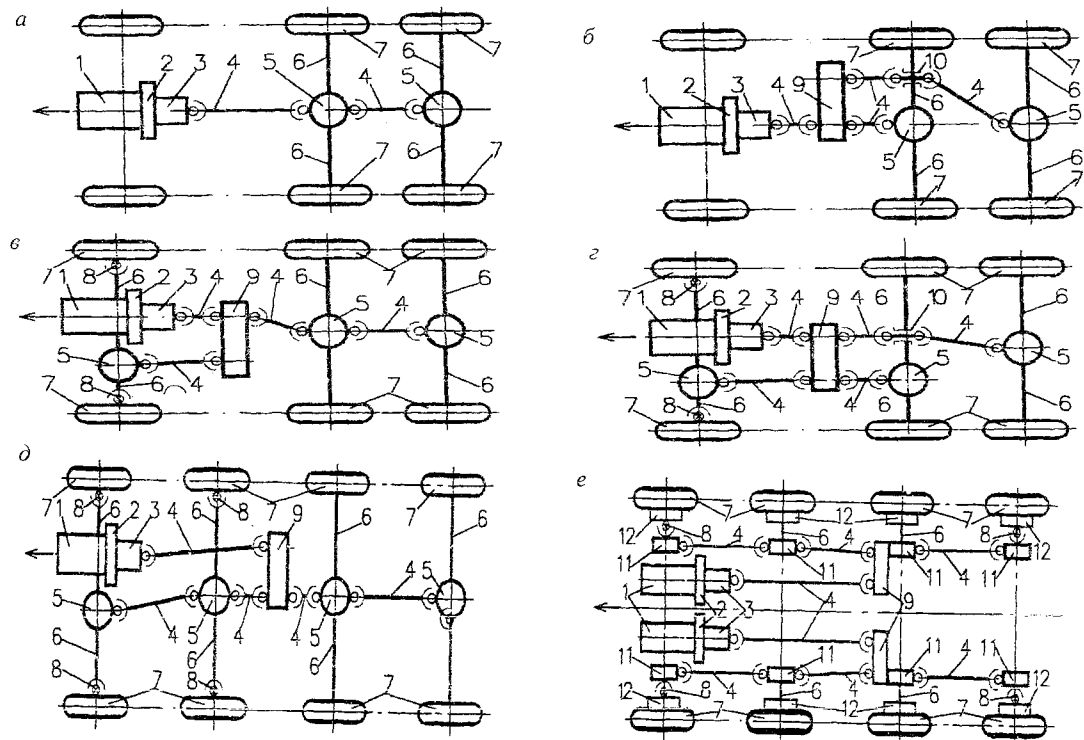 а
1 2 3 4 5 6 4 5 6 7 7
6 6 7 7
б
1 2 3 4 9 4 7 6 10 4 7 6 5
5 6 7 6 7
в
7 1 8 6 2 3 4 9 4 6 7 5 4 6 5
5 8 6 4 7 6 7 6
г
7 1 8 6 2 3 4 9 4 6 10 7 4 6 5
5 8 6 4 4 5 6 7 6
7
д
7 1 8 6 2 3 4 6 8 7 9 6 7 6
5 4 5 4 4 5 4 5
6 8 7 6 8 6 7
е
12 8 7 12 6 4 12 6 7 8 12
11 4 11 4 11 4 11
1 2 3 4 9
11 4 11 4 11 4 11
12 8 7 6 12 6 7 8 12